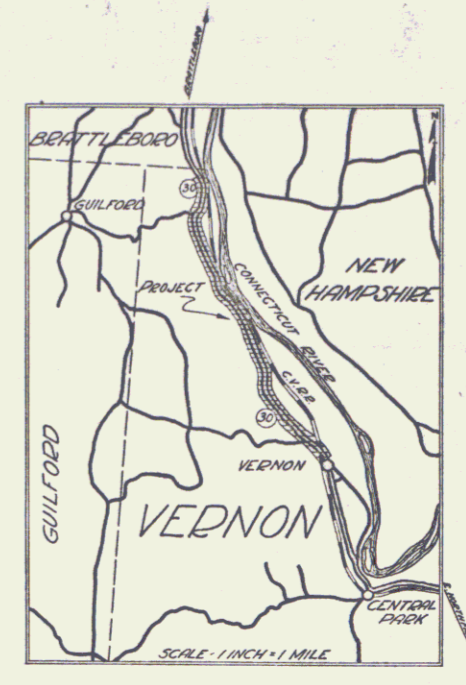 BRATTLEBORO
N
BRATTLEBORO
30
GUILFORD
NEW
HAMPSHIRE
PROJECT
CONNECTICUT RIVER
C.V.R.R.
30
GUILFORD
VERNON
VERNON
CENTRAL
PARK
SCALE - 1 INCH = 1 MILE